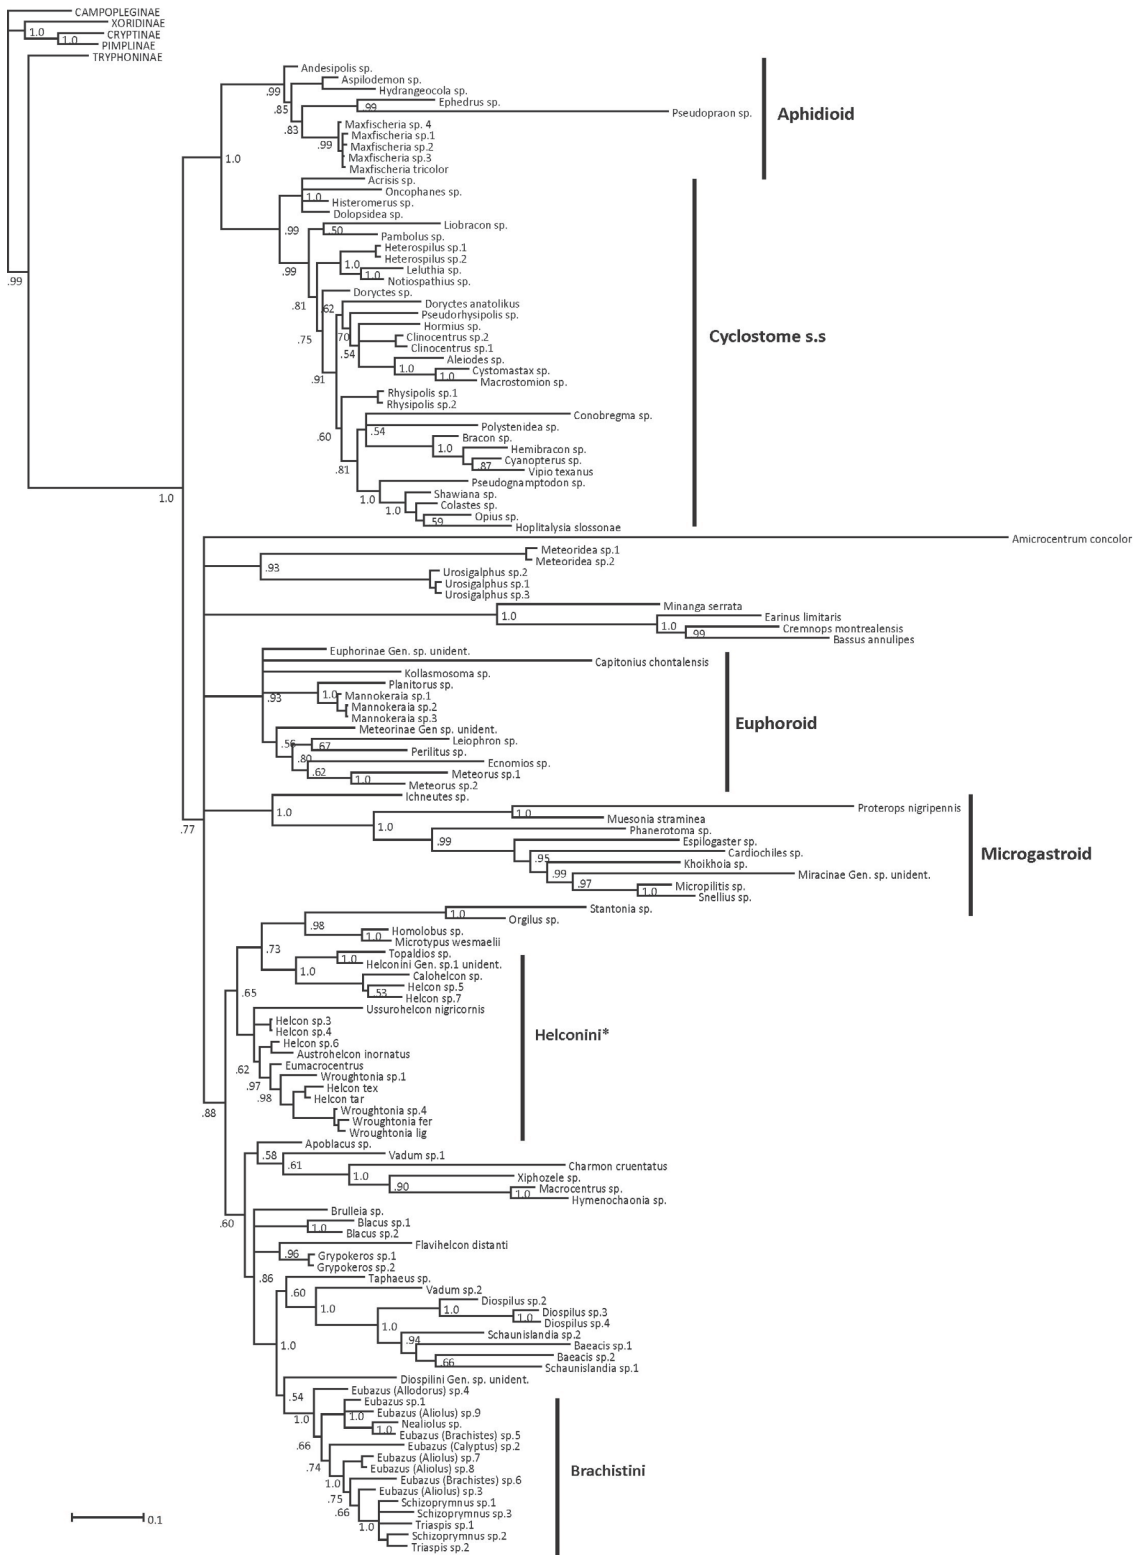 CAMPOPLEGINAE
XORIDINAE
1.0
CRYPTINAE
1.0
PIMPLINAE
TRYPHONINAE
.99
Andesipolis sp.
.99
Aspilodemon sp.
Hydrangeocola sp.
.85
Ephedrus sp.
.99
Pseudopraon sp.
Aphidioid
.83
Maxfischeria sp. 4
Maxfischeria sp.1
.99
Maxfischeria sp.2
Maxfischeria sp.3
1.0
Maxfischeria tricolor
Acrisis sp.
Oncophanes sp.
1.0
Histeromerus sp.
Dolopsidea sp.
.99
Liobracon sp.
.50
Pambolus sp.
Heterospilus sp.1
Heterospilus sp.2
.99
1.0
Leluthia sp.
1.0
Notiospathius sp.
.81
Doryctes sp.
.62
Doryctes anatolikus
Pseudorhysipolis sp.
Hormius sp.
.75
.70
Clinocentrus sp.2
Clinocentrus sp.1
Cyclostome s.s
.54
Aleiodes sp.
1.0
Cystomastax sp.
1.0
Macrostomion sp.
.91
Rhysipolis sp.1
Rhysipolis sp.2
Conobregma sp.
.60
.54
Polystenidea sp.
Bracon sp.
1.0
Hemibracon sp.
Cyanopterus sp.
.87
Vipio texanus
.81
Pseudognamptodon sp.
1.0
Shawiana sp.
1.0
Colastes sp.
Opius sp.
.59
Hoplitalysia slossonae
1.0
Amicrocentrum concolor
Meteoridea sp.1
Meteoridea sp.2
.93
Urosigalphus sp.2
Urosigalphus sp.1
Urosigalphus sp.3
Minanga serrata
1.0
Earinus limitaris
1.0
Cremnops montrealensis
.99
Bassus annulipes
Euphorinae Gen. sp. unident.
Capitonius chontalensis
Kollasmosoma sp.
.93
Planitorus sp.
1.0
Mannokeraia sp.1
Mannokeraia sp.2
Mannokeraia sp.3
Euphoroid
Meteorinae Gen sp. unident.
.56
Leiophron sp.
.67
Perilitus sp.
.80
Ecnomios sp.
.62
Meteorus sp.1
1.0
Meteorus sp.2
.77
Ichneutes sp.
1.0
Proterops nigripennis
1.0
Muesonia straminea
1.0
Phanerotoma sp.
.99
Espilogaster sp.
Cardiochiles sp.
.95
Khoikhoia sp.
Microgastroid
.99
Miracinae Gen. sp. unident.
.97
Micropilitis sp.
1.0
Snellius sp.
Stantonia sp.
1.0
Orgilus sp.
.98
Homolobus sp.
1.0
Microtypus wesmaelii
.73
Topaldios sp.
1.0
Helconini Gen. sp.1 unident.
1.0
Calohelcon sp.
Helcon sp.5
.53
Helcon sp.7
.65
Ussurohelcon nigricornis
Helcon sp.3
Helcon sp.4
Helcon sp.6
Helconini*
Austrohelcon inornatus
.62
Eumacrocentrus
Wroughtonia sp.1
.97
Helcon tex
.98
Helcon tar
Wroughtonia sp.4
Wroughtonia fer
Wroughtonia lig
.88
Apoblacus sp.
.58
Vadum sp.1
.61
Charmon cruentatus
1.0
Xiphozele sp.
.90
Macrocentrus sp.
1.0
Hymenochaonia sp.
.60
Brulleia sp.
Blacus sp.1
1.0
Blacus sp.2
Flavihelcon distanti
.96
Grypokeros sp.1
Grypokeros sp.2
.86
Taphaeus sp.
.60
Vadum sp.2
1.0
Diospilus sp.2
1.0
Diospilus sp.3
1.0
Diospilus sp.4
1.0
Schaunislandia sp.2
.94
Baeacis sp.1
Baeacis sp.2
.66
Schaunislandia sp.1
1.0
Diospilini Gen. sp. unident.
.54
Eubazus (Allodorus) sp.4
1.0
Eubazus sp.1
Eubazus (Aliolus) sp.9
1.0
Nealiolus sp.
1.0
Eubazus (Brachistes) sp.5
.66
Eubazus (Calyptus) sp.2
.74
Eubazus (Aliolus) sp.7
Eubazus (Aliolus) sp.8
Brachistini
1.0
Eubazus (Brachistes) sp.6
.75
Eubazus (Aliolus) sp.3
.66
Schizoprymnus sp.1
Schizoprymnus sp.3
1.0
Triaspis sp.1
Schizoprymnus sp.2
Triaspis sp.2
0.1